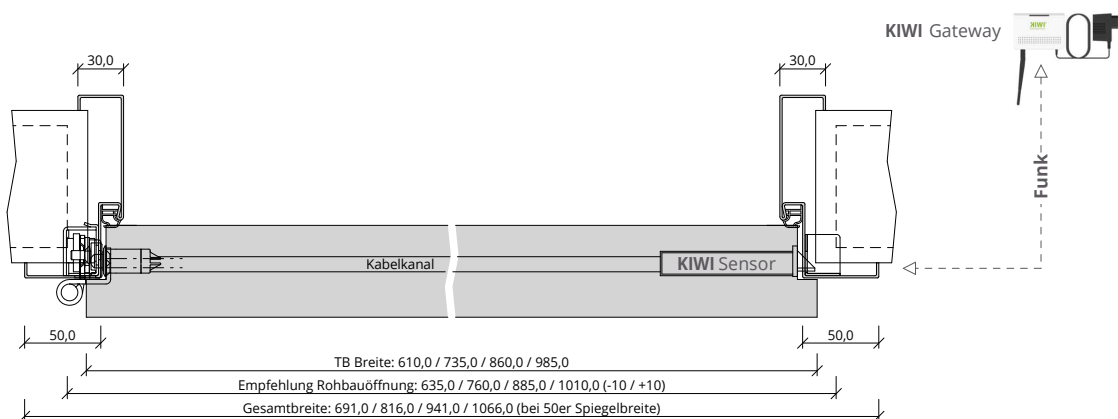 KIWI Gateway
KIWI
30,0
30,0
Funk
Kabelkanal
KIWI Sensor
50,0
50,0
TB Breite: 610,0 / 735,0 / 860,0 / 985,0
Empfehlung Rohbauöffnung: 635,0 / 760,0 / 885,0 / 1010,0 (-10 / +10)
Gesamtbreite: 691,0 / 816,0 / 941,0 / 1066,0 (bei 50er Spiegelbreite)